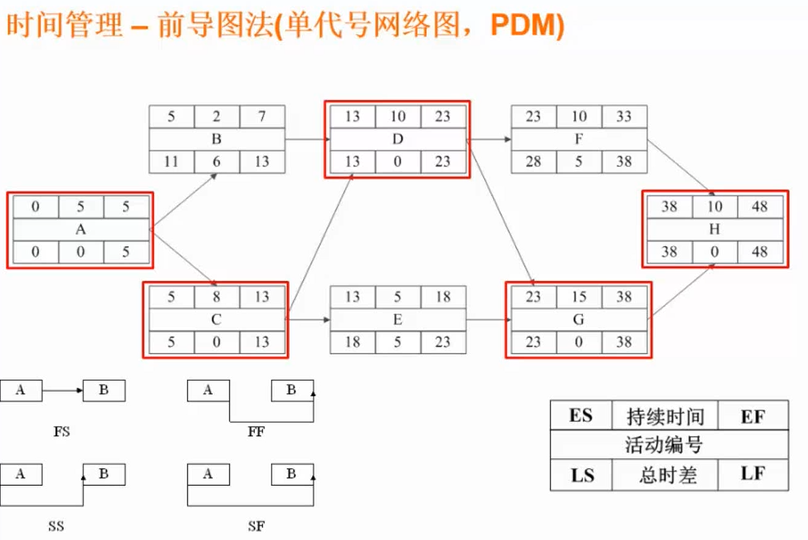 时间管理 – 前导图法(单代号网络图，PDM)
5 2 7
B
11 6 13
13 10 23
D
13 0 23
23 10 33
F
28 5 38
0 5 5
A
0 0 5
38 10 48
H
38 0 48
5 8 13
C
5 0 13
13 5 18
E
18 5 23
23 15 38
G
23 0 38
A B
FS
A B
FF
A B
SS
A B
SF
ES 持续时间 EF
活动编号
LS 总时差 LF